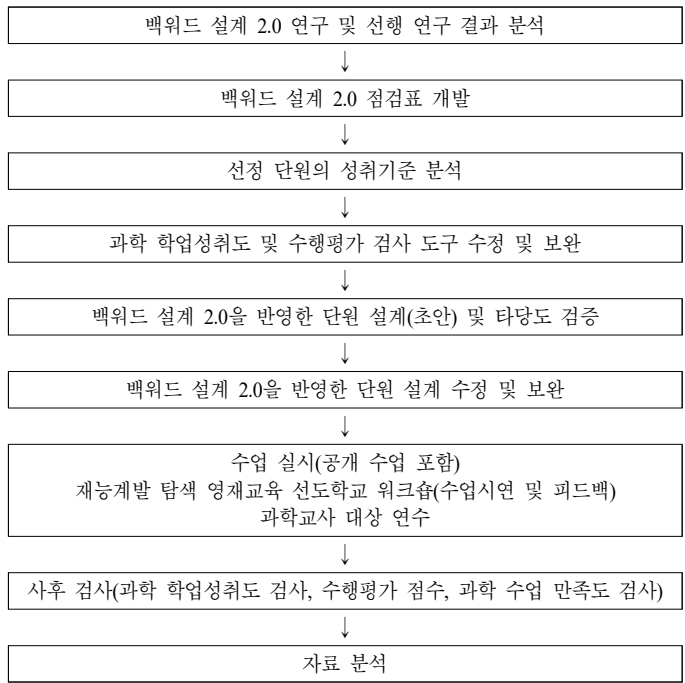 백워드 설계 2.0 연구 및 선행 연구 결과 분석
↓
백워드 설계 2.0 점검표 개발
↓
선정 단원의 성취기준 분석
↓
과학 학업성취도 및 수행평가 검사 도구 수정 및 보완
↓
백워드 설계 2.0을 반영한 단원 설계(초안) 및 타당도 검증
↓
백워드 설계 2.0을 반영한 단원 설계 수정 및 보완
↓
수업 실시(공개 수업 포함)
재능계발 탐색 영재교육 선도학교 워크숍(수업시연 및 피드백)
과학교사 대상 연수
↓
사후 검사(과학 학업성취도 검사, 수행평가 점수, 과학 수업 만족도 검사)
↓
자료 분석